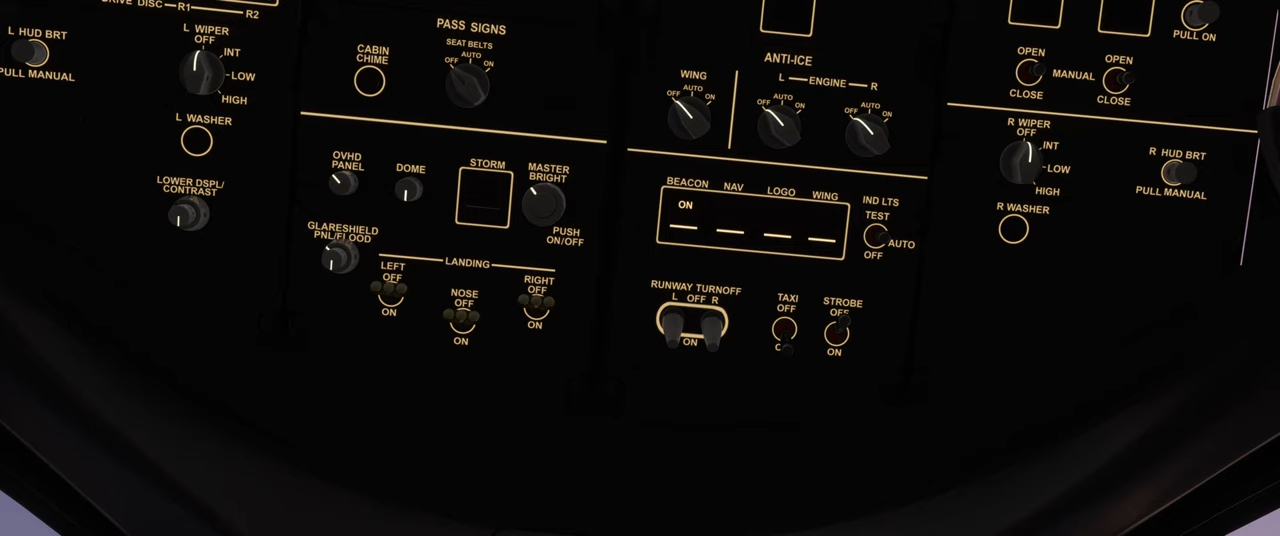 DRIVE DISC R1 R2
L HUD BRT
PULL MANUAL
L WIPER
OFF
INT
LOW
HIGH
L WASHER
LOWER DSPL/
CONTRAST
PASS SIGNS
CABIN
CHIME
SEAT BELTS
OFF AUTO ON
OVHD
PANEL
DOME
STORM
MASTER
BRIGHT
PUSH
ON/OFF
GLARESHIELD
PNL/FLOOD
LANDING
LEFT
OFF
ON
NOSE
OFF
ON
RIGHT
OFF
ON
ANTI-ICE
WING
OFF AUTO ON
L ENGINE R
OFF AUTO ON
OFF AUTO ON
BEACON NAV LOGO WING
ON
IND LTS
TEST
AUTO
OFF
RUNWAY TURNOFF
L OFF R
ON
TAXI
OFF
STROBE
OFF
ON
PULL ON
OPEN
CLOSE
MANUAL
OPEN
CLOSE
R WIPER
OFF
INT
LOW
HIGH
R WASHER
R HUD BRT
PULL MANUAL